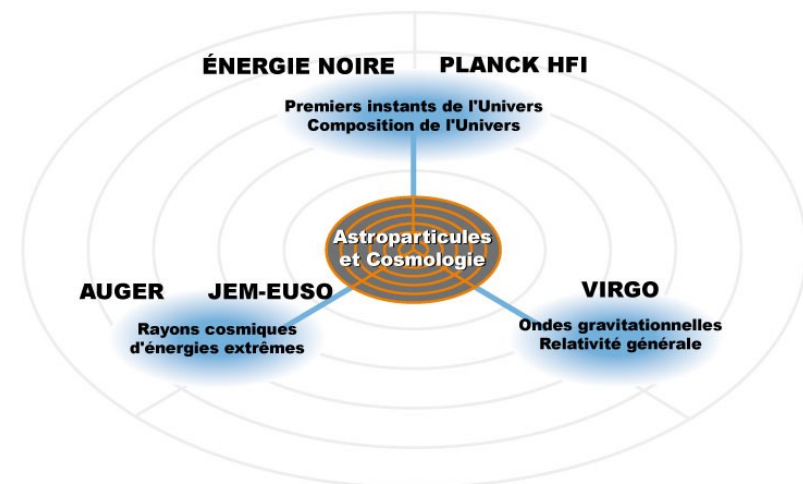 ÉNERGIE NOIRE PLANCK HFI
Premiers instants de l'Univers
Composition de l'Univers
Astroparticules
et Cosmologie
AUGER JEM-EUSO
Rayons cosmiques
d'énergies extrêmes
VIRGO
Ondes gravitationnelles
Relativité générale